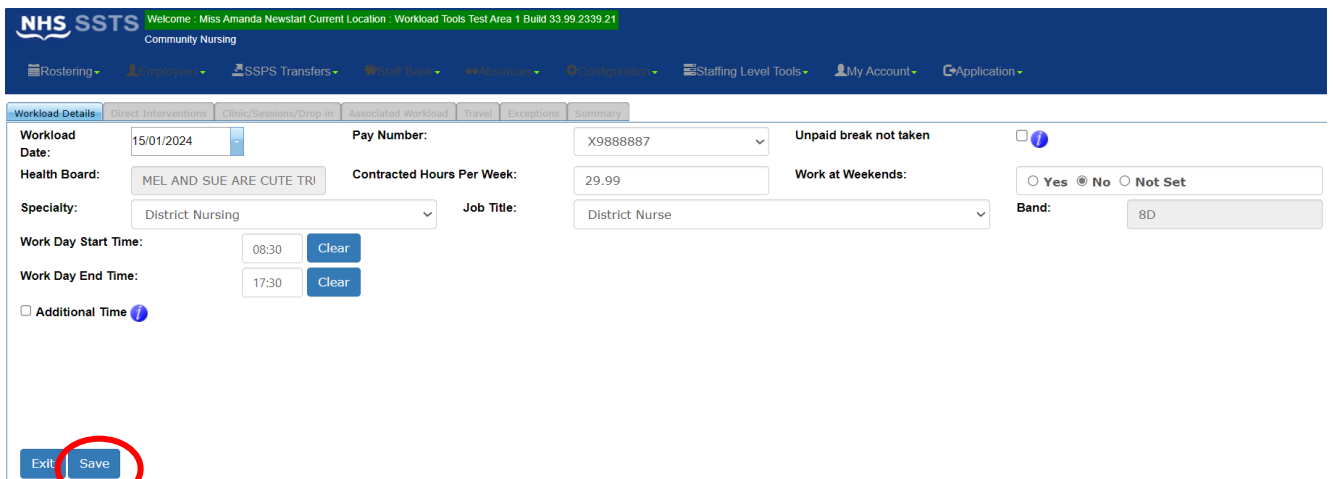 NHS SSTS Welcome : Miss Amanda Newstart Current Location : Workload Tools Test Area 1 Build 33.99.2339.21
Community Nursing
Rostering Employees SSPS Transfers Staff Bank Absences Configuration Staffing Level Tools My Account Application
Workload Details Direct Interventions Clinic/Sessions/Drop in Associated Workload Travel Exceptions Summary
Workload Date: 15/01/2024 Pay Number: X9888887 Unpaid break not taken i
Health Board: MEL AND SUE ARE CUTE TRU Contracted Hours Per Week: 29.99 Work at Weekends: Yes No Not Set
Specialty: District Nursing Job Title: District Nurse Band: 8D
Work Day Start Time: 08:30 Clear
Work Day End Time: 17:30 Clear
Additional Time i
Exit Save